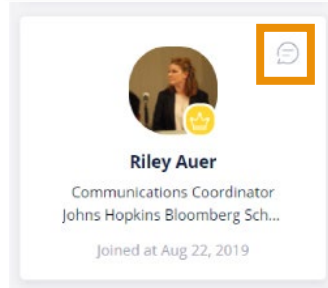 Riley Auer
Communications Coordinator
Johns Hopkins Bloomberg Sch...
Joined at Aug 22, 2019